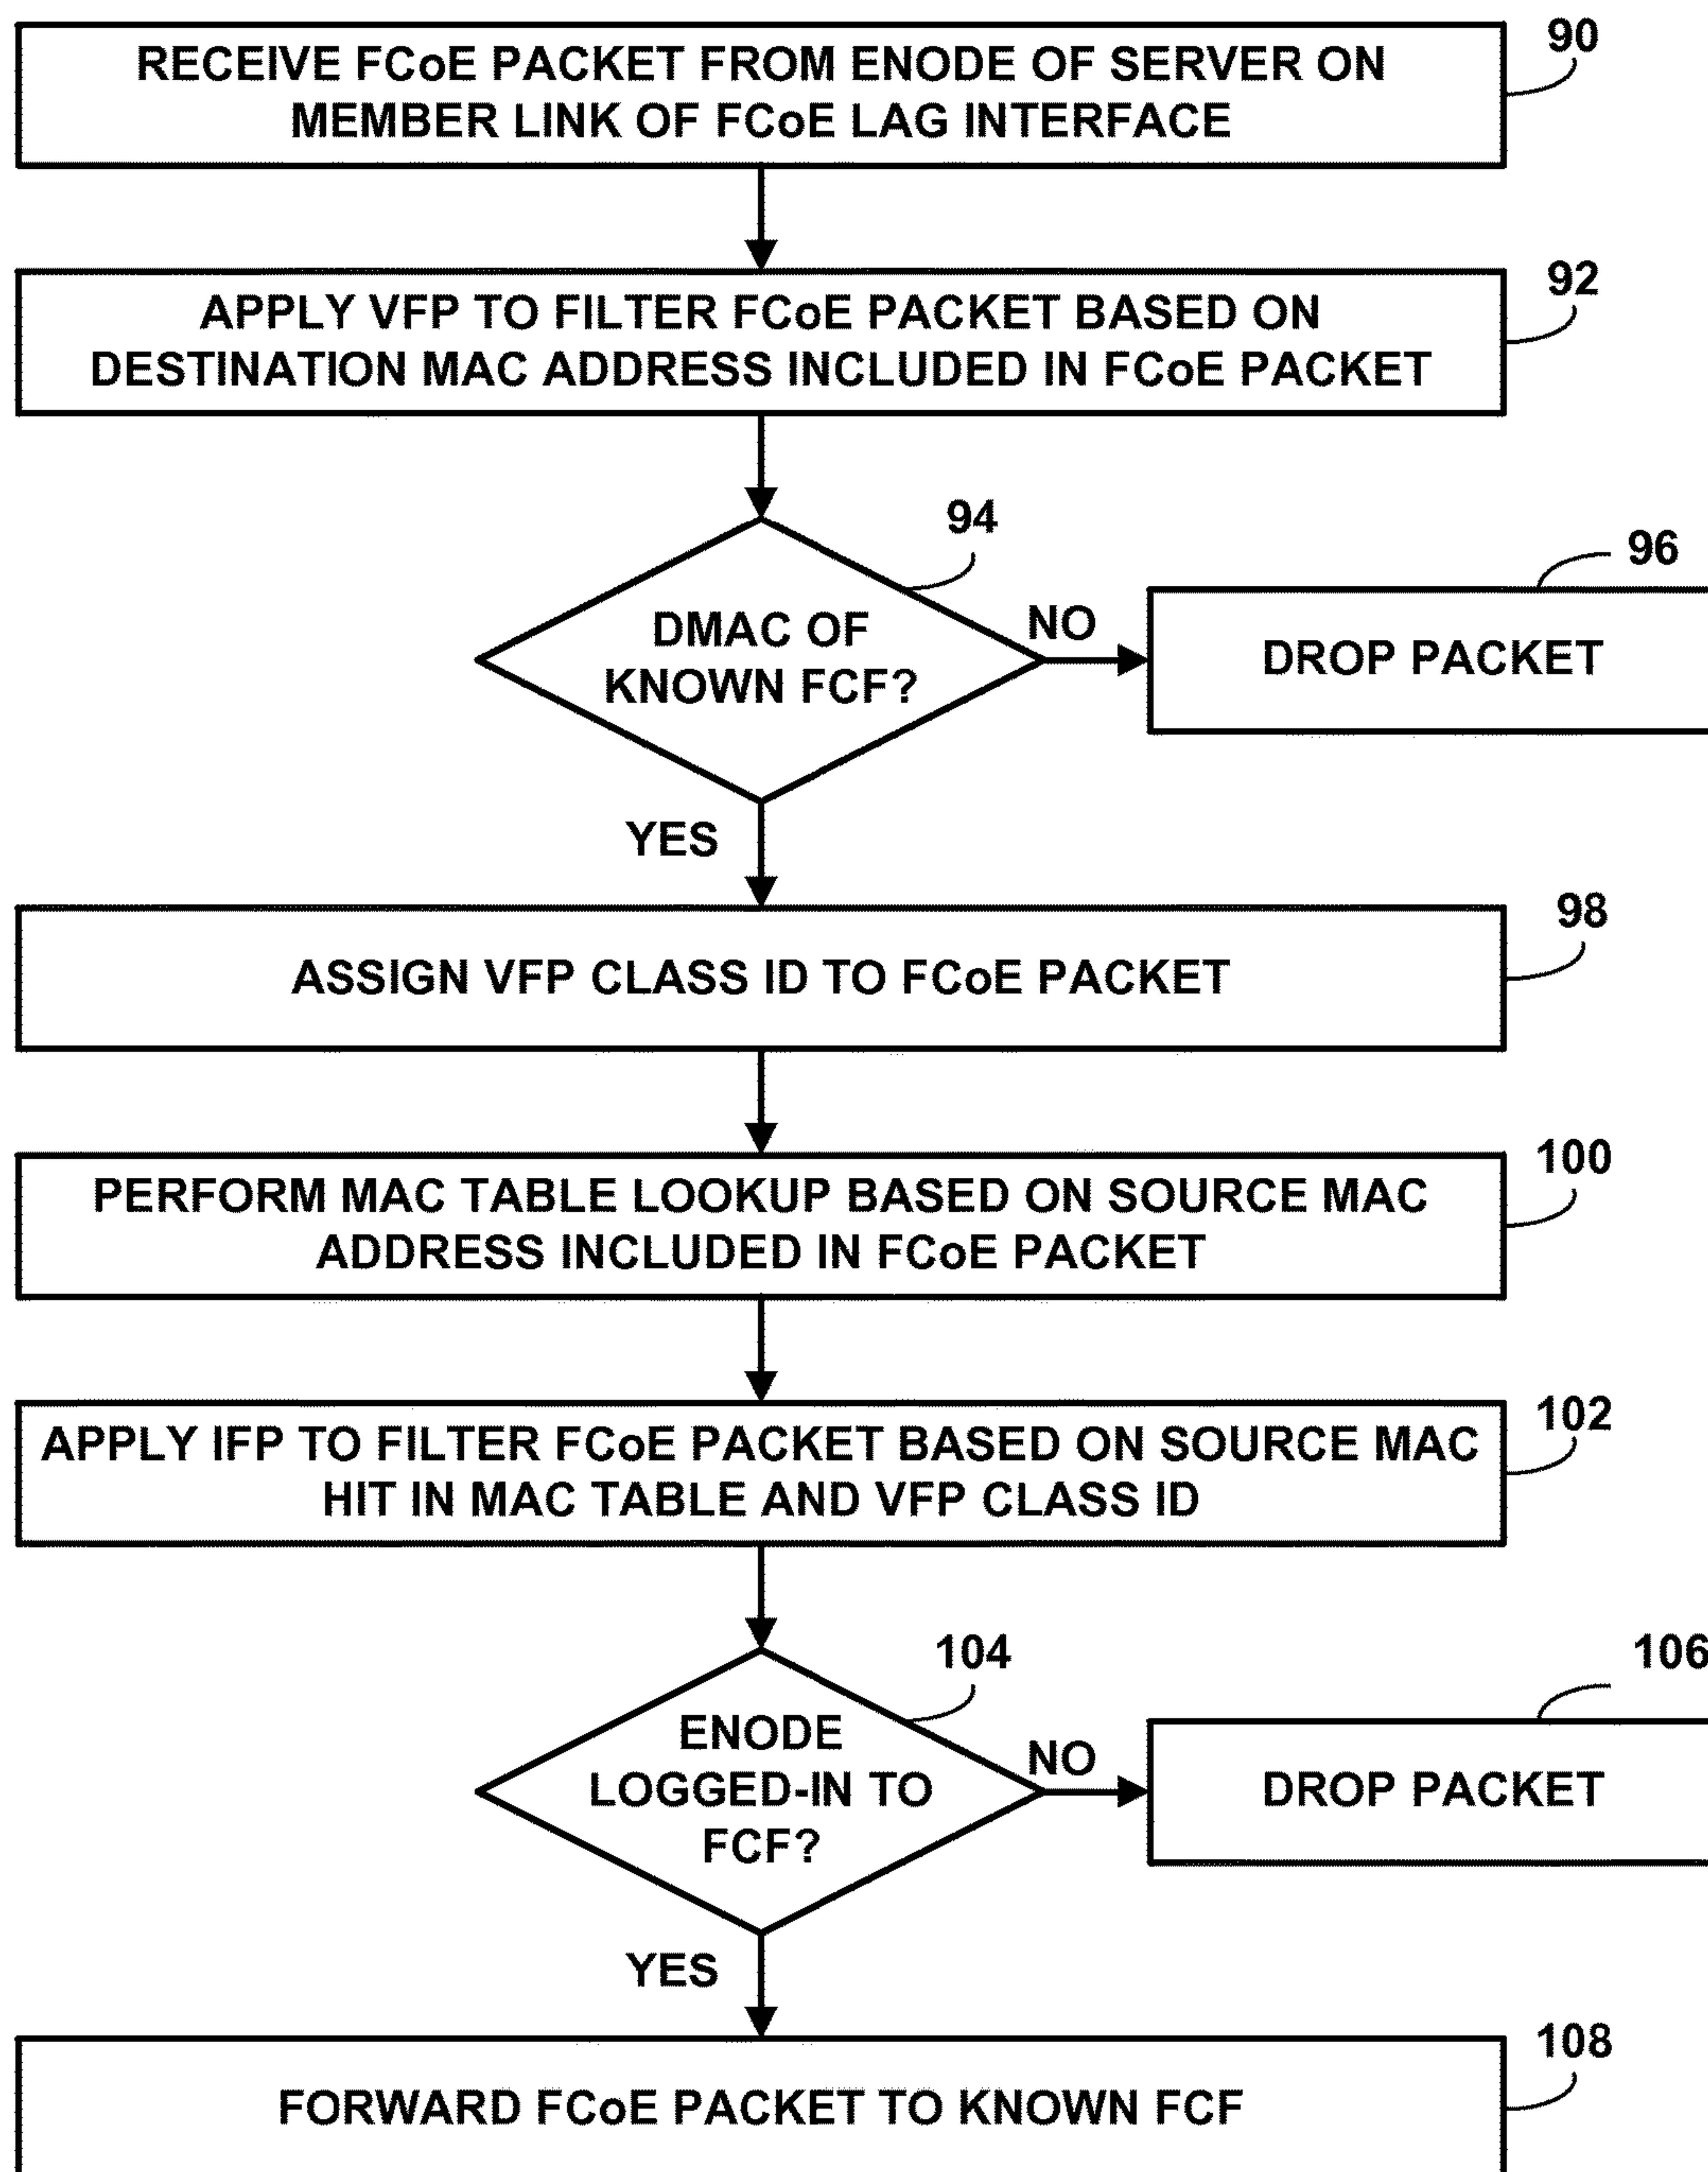 RECEIVE FCoE PACKET FROM ENODE OF SERVER ON
MEMBER LINK OF FCoE LAG INTERFACE
90
APPLY VFP TO FILTER FCoE PACKET BASED ON
DESTINATION MAC ADDRESS INCLUDED IN FCoE PACKET
92
94
DMAC OF
KNOWN FCF?
NO
96
DROP PACKET
YES
ASSIGN VFP CLASS ID TO FCoE PACKET
98
PERFORM MAC TABLE LOOKUP BASED ON SOURCE MAC
ADDRESS INCLUDED IN FCoE PACKET
100
APPLY IFP TO FILTER FCoE PACKET BASED ON SOURCE MAC
HIT IN MAC TABLE AND VFP CLASS ID
102
104
ENODE
LOGGED-IN TO
FCF?
NO
106
DROP PACKET
YES
FORWARD FCoE PACKET TO KNOWN FCF
108